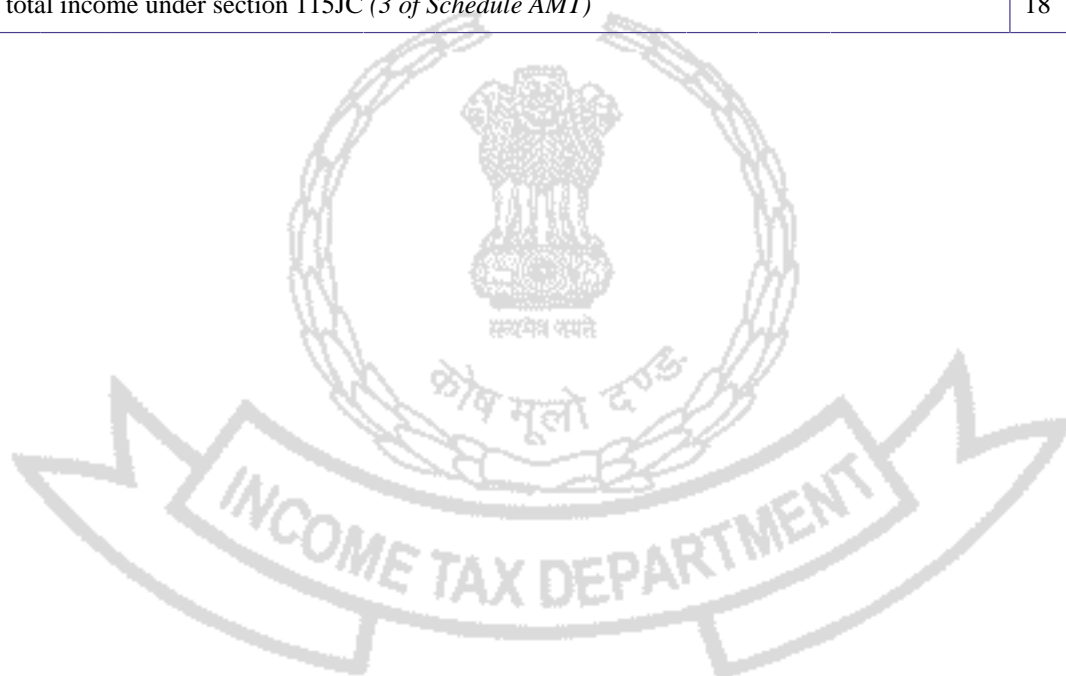 total income under section 115JC (3 of Schedule AMT) 18
सत्यमेव जयते
कोष मूलो दण्डः
INCOME TAX DEPARTMENT